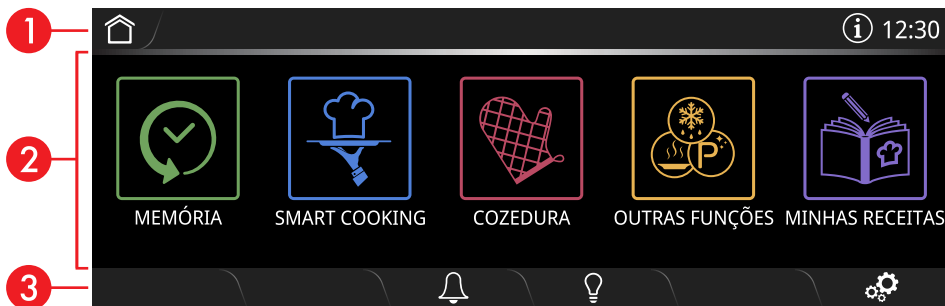 1
12:30
2
MEMÓRIA SMART COOKING COZEDURA OUTRAS FUNÇÕES MINHAS RECEITAS
3